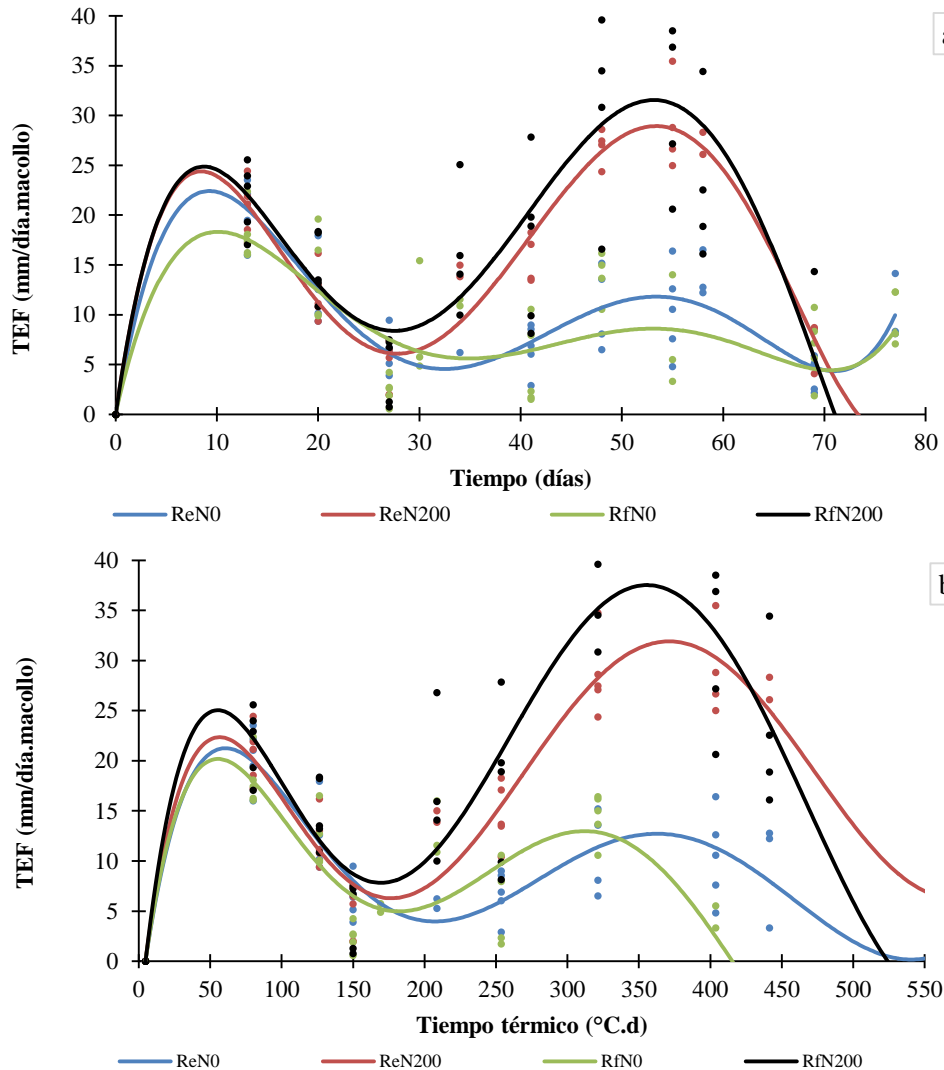 a
TEF (mm/día.macollo)
40
35
30
25
20
15
10
5
0
0 10 20 30 40 50 60 70 80
Tiempo (días)
ReN0 ReN200 RfN0 RfN200
b
TEF (mm/día.macollo)
40
35
30
25
20
15
10
5
0
0 50 100 150 200 250 300 350 400 450 500 550
Tiempo térmico (°C.d)
ReN0 ReN200 RfN0 RfN200